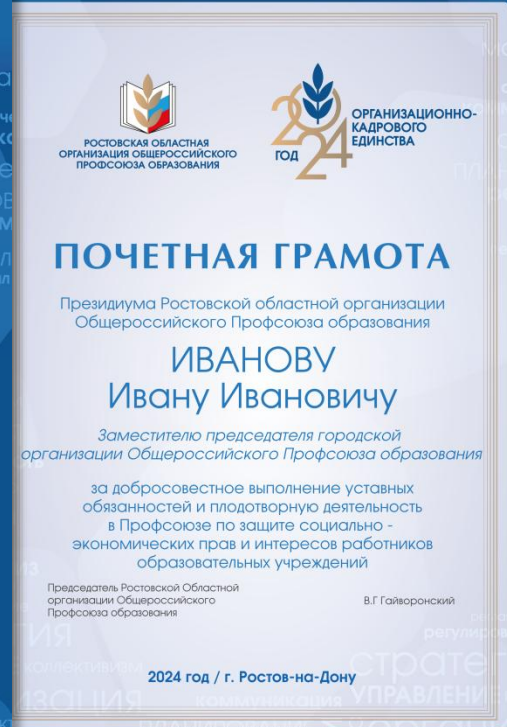 РОСТОВСКАЯ ОБЛАСТНАЯ
ОРГАНИЗАЦИЯ ОБЩЕРОССИЙСКОГО
ПРОФСОЮЗА ОБРАЗОВАНИЯ
2024
ГОД
ОРГАНИЗАЦИОННО-
КАДРОВОГО
ЕДИНСТВА
ПОЧЕТНАЯ ГРАМОТА
Президиума Ростовской областной организации
Общероссийского Профсоюза образования
ИВАНОВУ
Ивану Ивановичу
Заместителю председателя городской
организации Общероссийского Профсоюза образования
за добросовестное выполнение уставных
обязанностей и плодотворную деятельность
в Профсоюзе по защите социально -
экономических прав и интересов работников
образовательных учреждений
Председатель Ростовской Областной
организации Общероссийского
Профсоюза образования
В.Г Гайворонский
2024 год / г. Ростов-на-Дону
коммуникация
УПРАВЛЕНИЕ